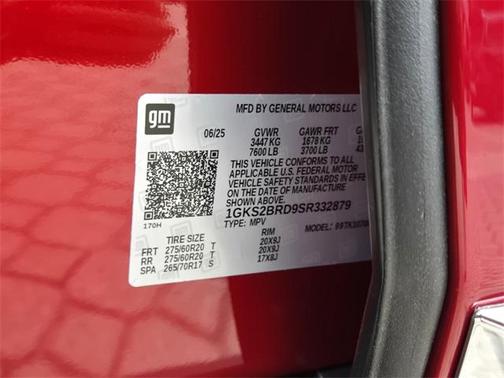 gm
MFD BY GENERAL MOTORS LLC
06/25 GVWR GAWR FRT
3447 KG 1678 KG
7600 LB 3700 LB
THIS VEHICLE CONFORMS TO ALL
APPLICABLE U.S. FEDERAL MOTOR
VEHICLE SAFETY STANDARDS IN EFFE
ON THE DATE OF MANUFACTURE
SHOWN ABOVE.
1GKS2BRD9SR332879
TYPE: MPV
170H
TIRE SIZE RIM
FRT 275/60R20 T 20X9J
RR 275/60R20 T 20X9J
SPA 265/70R17 S 17X8J